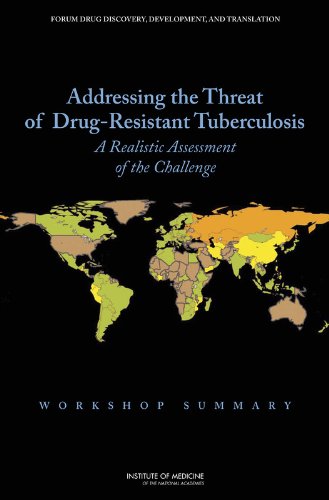 FORUM DRUG DISCOVERY, DEVELOPMENT, AND TRANSLATION
Addressing the Threat
of Drug-Resistant Tuberculosis
A Realistic Assessment
of the Challenge
WORKSHOP SUMMARY
INSTITUTE OF MEDICINE
OF THE NATIONAL ACADEMIES